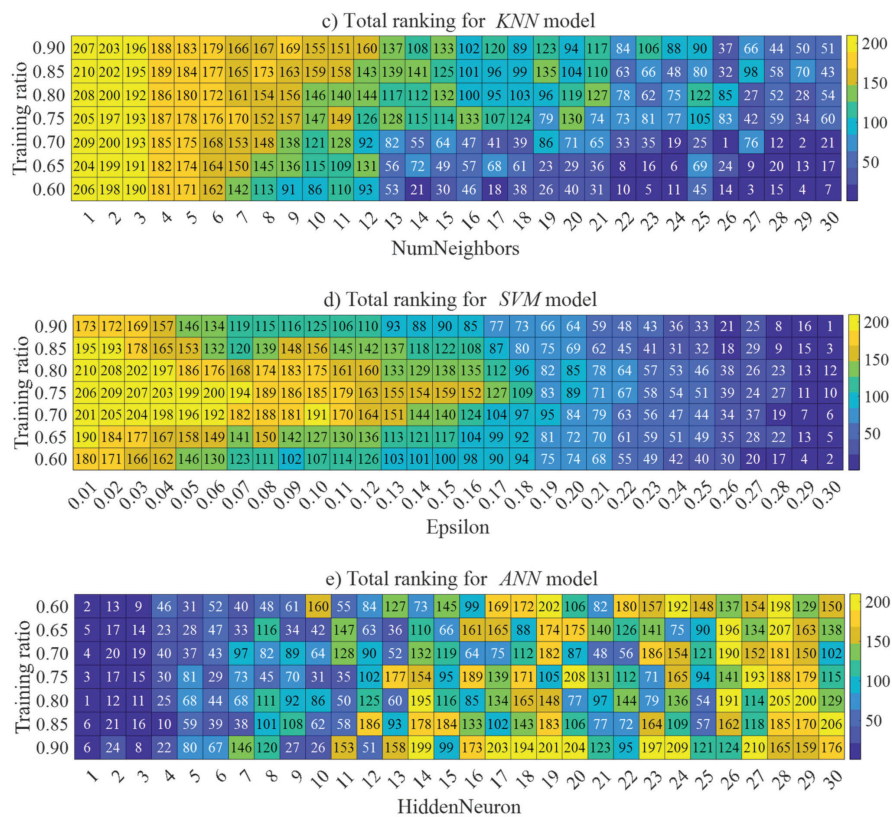 c) Total ranking for KNN model
Training ratio
0.90 207 203 196 188 183 179 166 167 169 155 151 160 137 108 133 102 120 89 123 94 117 84 106 88 90 37 66 44 50 51
0.85 210 202 195 189 184 177 165 173 163 159 158 143 139 141 125 101 96 99 135 104 110 63 66 48 80 32 98 58 70 43
0.80 208 200 192 186 180 172 161 154 156 146 140 144 112 115 132 100 95 103 96 119 127 78 62 75 122 85 27 52 28 54
0.75 205 197 193 187 178 176 170 152 157 147 149 126 128 115 114 133 107 124 79 130 74 73 81 77 105 83 42 59 34 60
0.70 209 200 193 185 175 168 153 148 138 121 128 92 82 55 64 47 41 39 86 71 65 33 35 19 25 1 76 12 2 21
0.65 204 199 191 182 174 164 150 145 136 115 109 131 56 72 49 57 68 61 23 29 36 8 16 6 69 24 9 20 13 17
0.60 206 198 190 181 171 162 142 113 91 86 110 93 53 21 30 46 18 38 26 40 31 10 5 11 45 14 3 15 4 7
1 2 3 4 5 6 7 8 9 10 11 12 13 14 15 16 17 18 19 20 21 22 23 24 25 26 27 28 29 30
NumNeighbors
200
150
100
50
d) Total ranking for SVM model
Training ratio
0.90 173 172 169 157 146 134 119 115 116 125 106 110 93 88 90 85 77 73 66 64 59 48 43 36 33 21 25 8 16 1
0.85 195 193 178 165 153 132 120 139 148 156 145 142 137 118 122 108 87 80 75 69 62 45 41 31 32 18 29 9 15 3
0.80 210 208 202 197 186 176 168 174 183 175 161 160 133 129 138 135 112 96 82 85 78 64 57 53 46 38 26 23 13 12
0.75 206 209 207 203 199 200 194 189 186 185 179 163 155 154 159 152 127 109 83 89 71 67 58 54 51 39 24 27 11 10
0.70 201 205 204 198 196 192 182 188 181 191 170 164 151 144 140 124 104 97 95 84 79 63 56 47 44 34 37 19 7 6
0.65 190 184 177 167 158 149 141 150 142 127 130 136 113 121 117 104 99 92 81 72 70 61 59 51 49 35 28 22 13 5
0.60 180 171 166 162 146 130 123 111 102 107 114 126 103 101 100 98 91 94 75 74 68 55 49 42 40 30 20 17 4 2
0.01 0.02 0.03 0.04 0.05 0.06 0.07 0.08 0.09 0.10 0.11 0.12 0.13 0.14 0.15 0.16 0.17 0.18 0.19 0.20 0.21 0.22 0.23 0.24 0.25 0.26 0.27 0.28 0.29 0.30
Epsilon
200
150
100
50
e) Total ranking for ANN model
Training ratio
0.60 2 13 9 46 31 52 40 48 61 160 55 84 127 73 145 99 169 172 202 106 82 180 157 192 148 137 154 198 129 150
0.65 5 17 14 23 28 47 33 116 34 42 147 63 36 110 66 161 165 88 174 175 140 126 141 75 90 196 134 207 163 138
0.70 4 20 19 40 37 43 97 82 89 64 128 90 52 132 119 64 75 112 182 87 48 56 186 154 121 190 152 181 150 102
0.75 3 17 15 30 81 29 73 45 70 31 35 102 177 154 95 189 139 171 105 208 131 112 71 165 94 141 193 188 179 115
0.80 1 12 11 25 68 44 68 111 92 86 50 125 60 195 116 85 134 165 148 77 97 144 79 136 54 191 114 205 200 129
0.85 6 21 16 10 59 39 38 101 108 62 58 186 93 178 184 133 102 143 183 106 77 72 164 109 57 162 118 185 170 206
0.90 6 24 8 22 80 67 146 120 27 26 153 51 158 199 99 173 203 194 201 204 123 95 197 209 121 124 210 165 159 176
1 2 3 4 5 6 7 8 9 10 11 12 13 14 15 16 17 18 19 20 21 22 23 24 25 26 27 28 29 30
HiddenNeuron
200
150
100
50